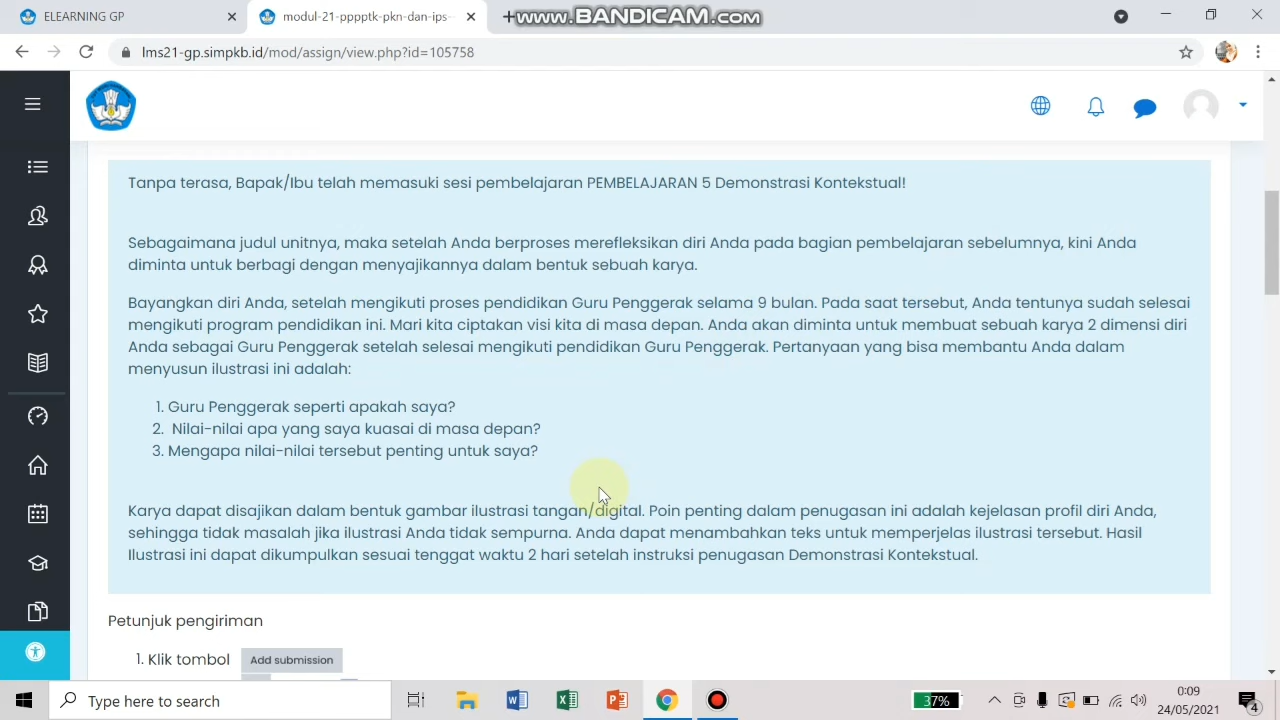 ELEARNING GP
modul-21-pppptk-pkn-dan-ips-
www.BANDICAM.com
lms21-gp.simpkb.id/mod/assign/view.php?id=105758
Tanpa terasa, Bapak/Ibu telah memasuki sesi pembelajaran PEMBELAJARAN 5 Demonstrasi Kontekstual!
Sebagaimana judul unitnya, maka setelah Anda berproses merefleksikan diri Anda pada bagian pembelajaran sebelumnya, kini Anda
diminta untuk berbagi dengan menyajikannya dalam bentuk sebuah karya.
Bayangkan diri Anda, setelah mengikuti proses pendidikan Guru Penggerak selama 9 bulan. Pada saat tersebut, Anda tentunya sudah selesai
mengikuti program pendidikan ini. Mari kita ciptakan visi kita di masa depan. Anda akan diminta untuk membuat sebuah karya 2 dimensi diri
Anda sebagai Guru Penggerak setelah selesai mengikuti pendidikan Guru Penggerak. Pertanyaan yang bisa membantu Anda dalam
menyusun ilustrasi ini adalah:
1. Guru Penggerak seperti apakah saya?
2. Nilai-nilai apa yang saya kuasai di masa depan?
3. Mengapa nilai-nilai tersebut penting untuk saya?
Karya dapat disajikan dalam bentuk gambar ilustrasi tangan/digital. Poin penting dalam penugasan ini adalah kejelasan profil diri Anda,
sehingga tidak masalah jika ilustrasi Anda tidak sempurna. Anda dapat menambahkan teks untuk memperjelas ilustrasi tersebut. Hasil
Ilustrasi ini dapat dikumpulkan sesuai tenggat waktu 2 hari setelah instruksi penugasan Demonstrasi Kontekstual.
Petunjuk pengiriman
1. Klik tombol Add submission
Type here to search
37%
0:09
24/05/2021
4